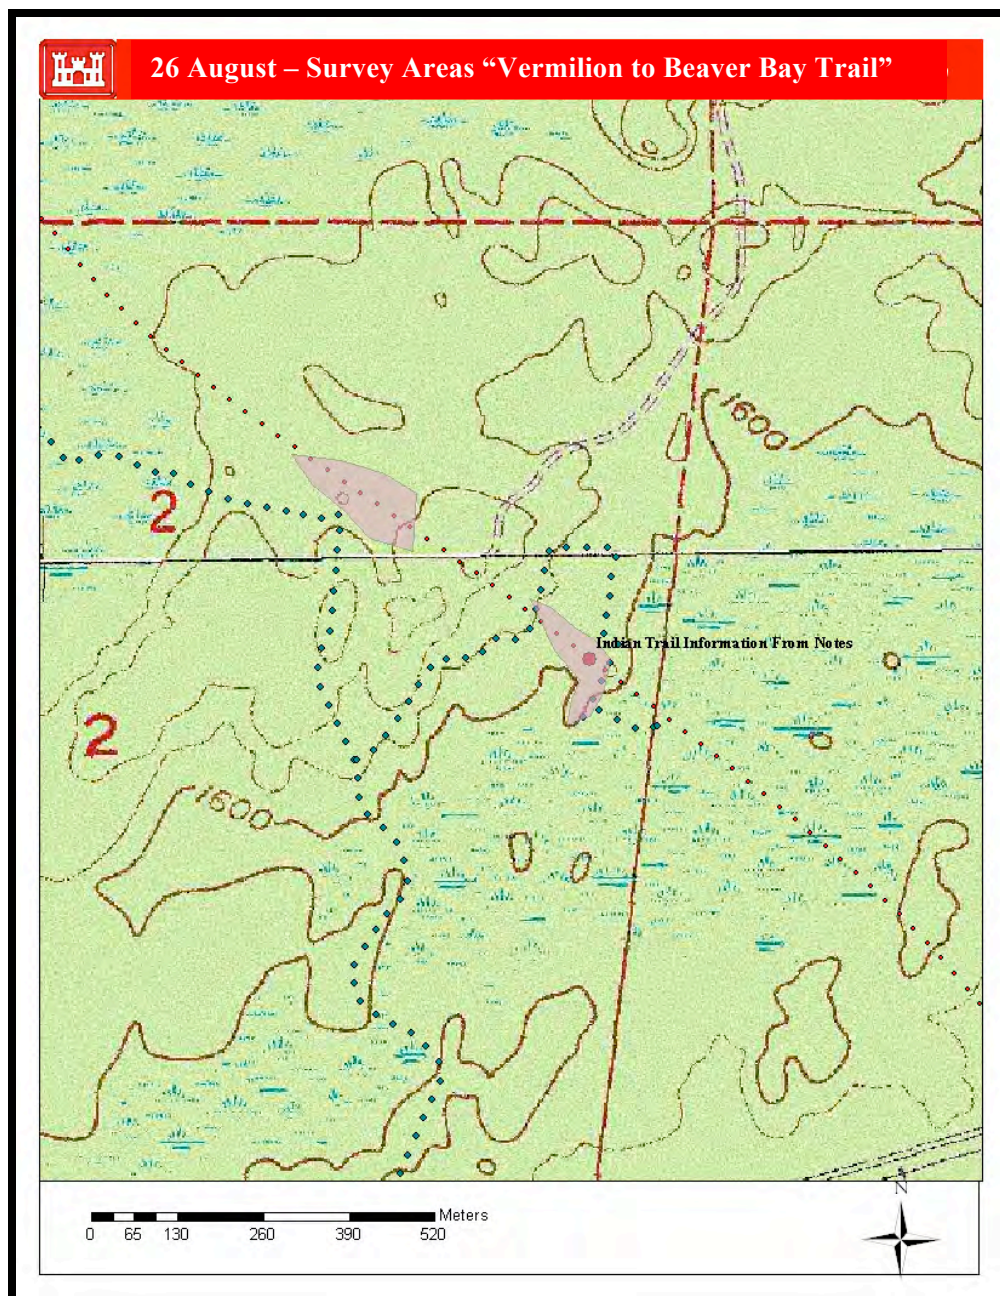 26 August – Survey Areas “Vermilion to Beaver Bay Trail”
1600
2
Indian Trail Information From Notes
2
1600
N
Meters
0 65 130 260 390 520